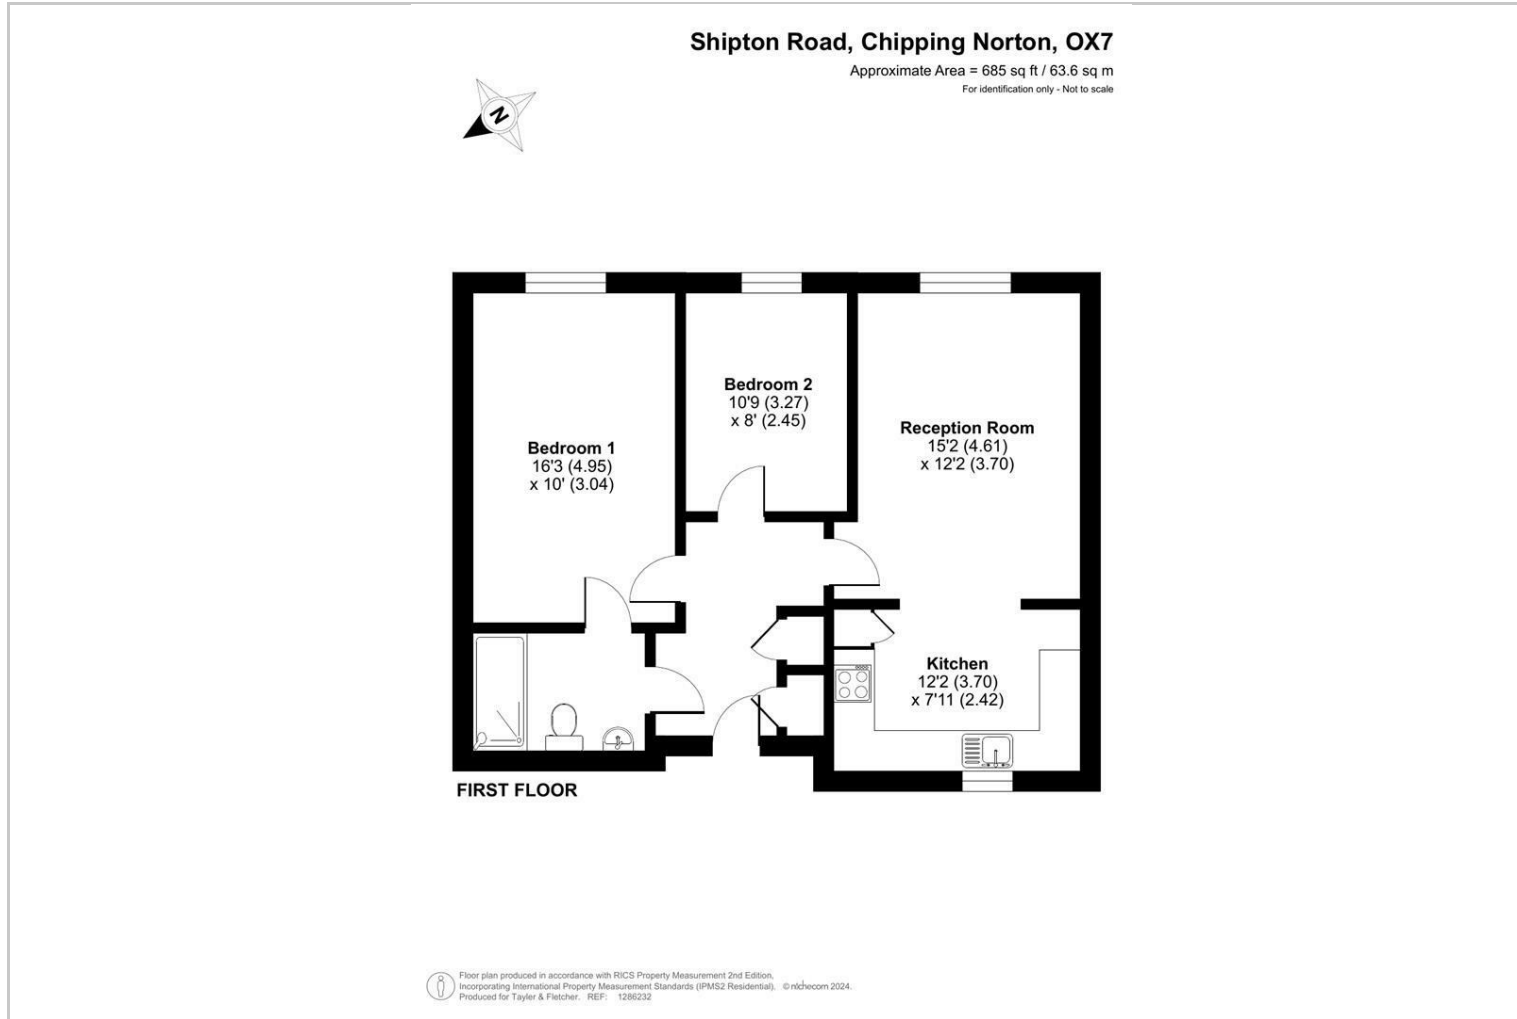 Shipton Road, Chipping Norton, OX7
Approximate Area = 685 sq ft / 63.6 sq m
For identification only - Not to scale
N
Bedroom 2
10'9 (3.27)
x 8' (2.45)
Reception Room
15'2 (4.61)
x 12'2 (3.70)
Bedroom 1
16'3 (4.95)
x 10' (3.04)
Kitchen
12'2 (3.70)
x 7'11 (2.42)
FIRST FLOOR
Floor plan produced in accordance with RICS Property Measurement 2nd Edition,
Incorporating International Property Measurement Standards (IPMS2 Residential). © nichecom 2024.
Produced for Tayler & Fletcher. REF: 1286232